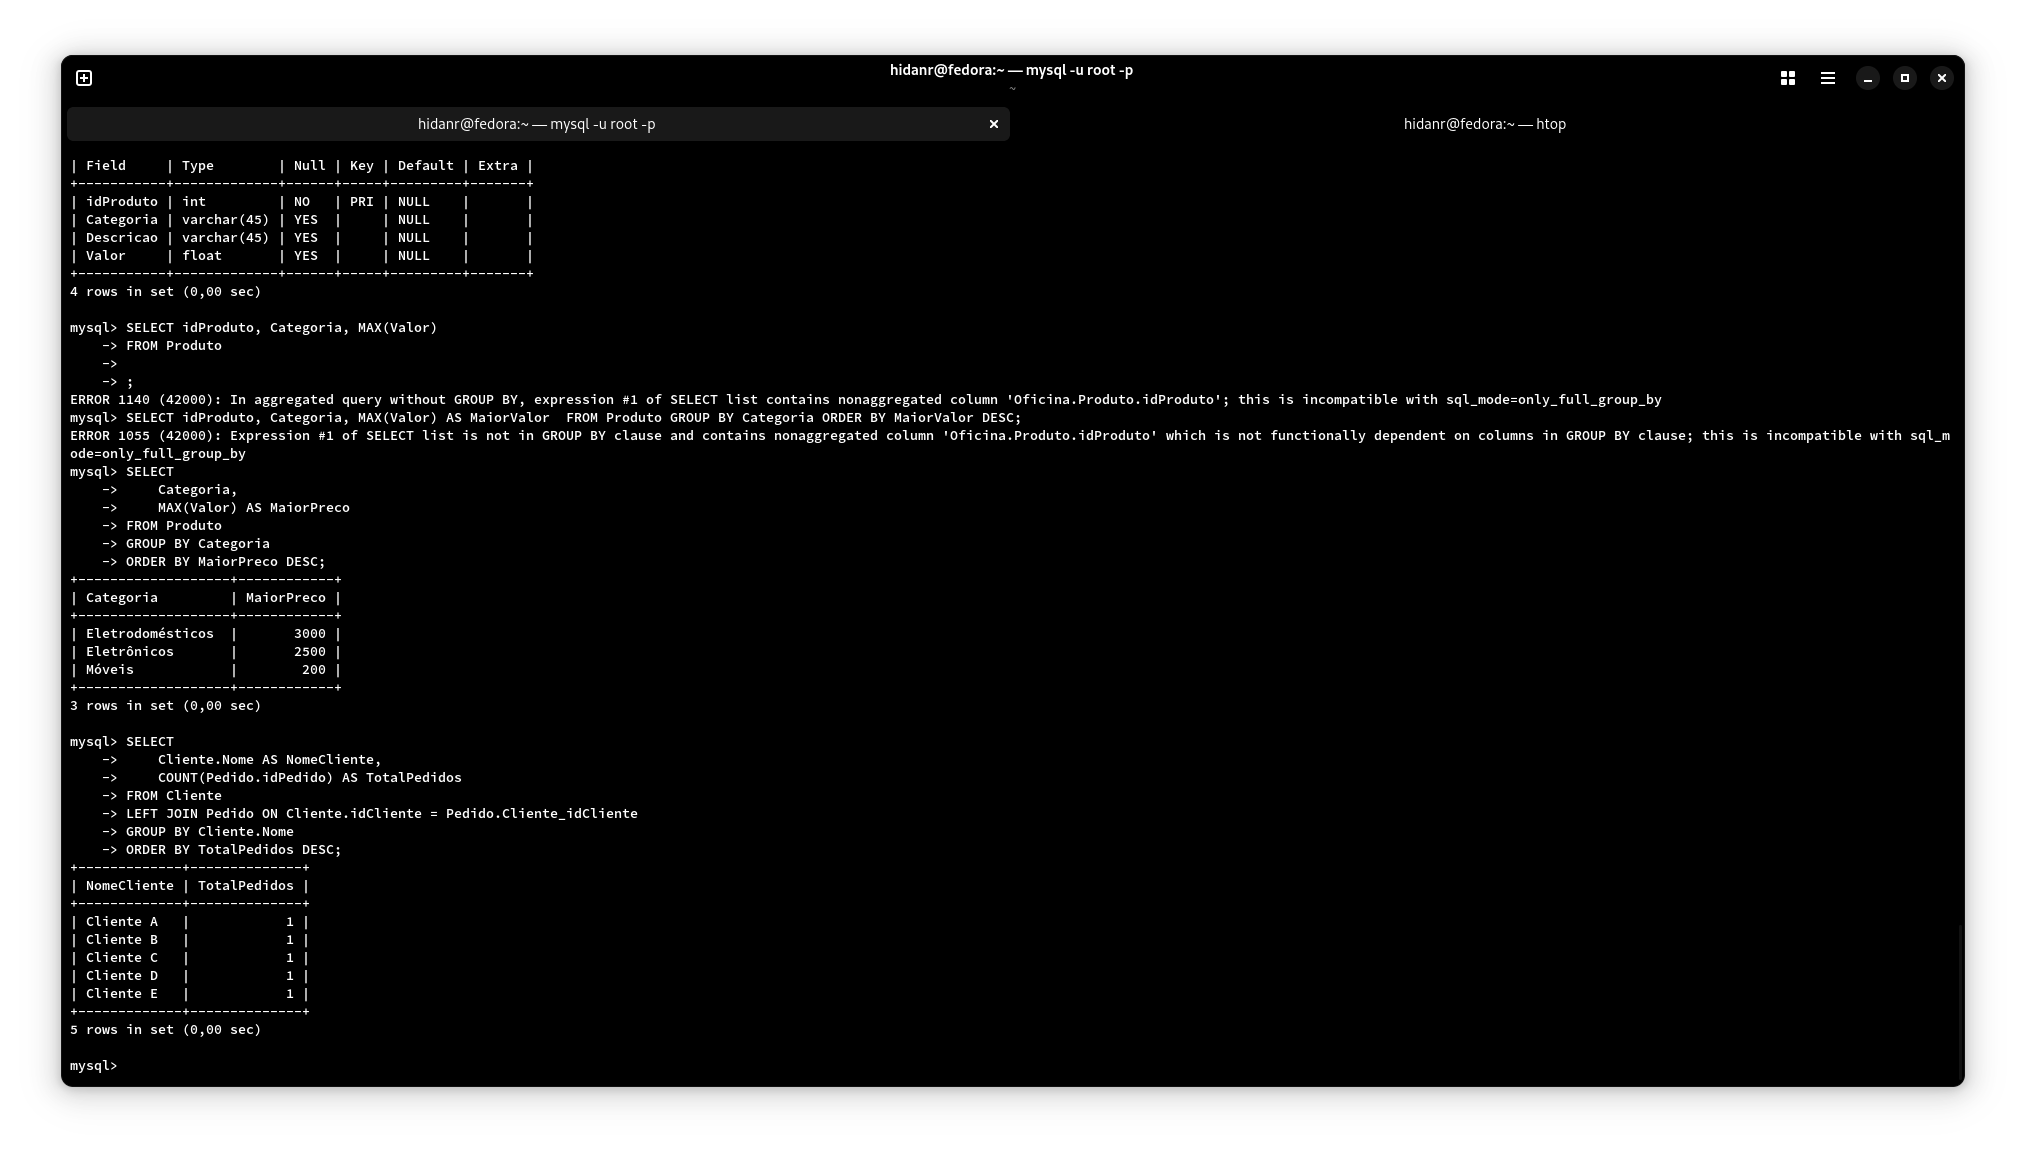 hidanr@fedora:~ — mysql -u root -p
~
hidanr@fedora:~ — mysql -u root -p
hidanr@fedora:~ — htop
| Field     | Type        | Null | Key | Default | Extra |
+-----------+-------------+------+-----+---------+-------+
| idProduto | int         | NO   | PRI | NULL    |       |
| Categoria | varchar(45) | YES  |     | NULL    |       |
| Descricao | varchar(45) | YES  |     | NULL    |       |
| Valor     | float       | YES  |     | NULL    |       |
+-----------+-------------+------+-----+---------+-------+
4 rows in set (0,00 sec)

mysql> SELECT idProduto, Categoria, MAX(Valor)
    -> FROM Produto
    ->
    -> ;
ERROR 1140 (42000): In aggregated query without GROUP BY, expression #1 of SELECT list contains nonaggregated column 'Oficina.Produto.idProduto'; this is incompatible with sql_mode=only_full_group_by
mysql> SELECT idProduto, Categoria, MAX(Valor) AS MaiorValor  FROM Produto GROUP BY Categoria ORDER BY MaiorValor DESC;
ERROR 1055 (42000): Expression #1 of SELECT list is not in GROUP BY clause and contains nonaggregated column 'Oficina.Produto.idProduto' which is not functionally dependent on columns in GROUP BY clause; this is incompatible with sql_m
ode=only_full_group_by
mysql> SELECT
    ->     Categoria,
    ->     MAX(Valor) AS MaiorPreco
    -> FROM Produto
    -> GROUP BY Categoria
    -> ORDER BY MaiorPreco DESC;
+-------------------+------------+
| Categoria         | MaiorPreco |
+-------------------+------------+
| Eletrodomésticos  |       3000 |
| Eletrônicos       |       2500 |
| Móveis            |        200 |
+-------------------+------------+
3 rows in set (0,00 sec)

mysql> SELECT
    ->     Cliente.Nome AS NomeCliente,
    ->     COUNT(Pedido.idPedido) AS TotalPedidos
    -> FROM Cliente
    -> LEFT JOIN Pedido ON Cliente.idCliente = Pedido.Cliente_idCliente
    -> GROUP BY Cliente.Nome
    -> ORDER BY TotalPedidos DESC;
+-------------+--------------+
| NomeCliente | TotalPedidos |
+-------------+--------------+
| Cliente A   |            1 |
| Cliente B   |            1 |
| Cliente C   |            1 |
| Cliente D   |            1 |
| Cliente E   |            1 |
+-------------+--------------+
5 rows in set (0,00 sec)

mysql>